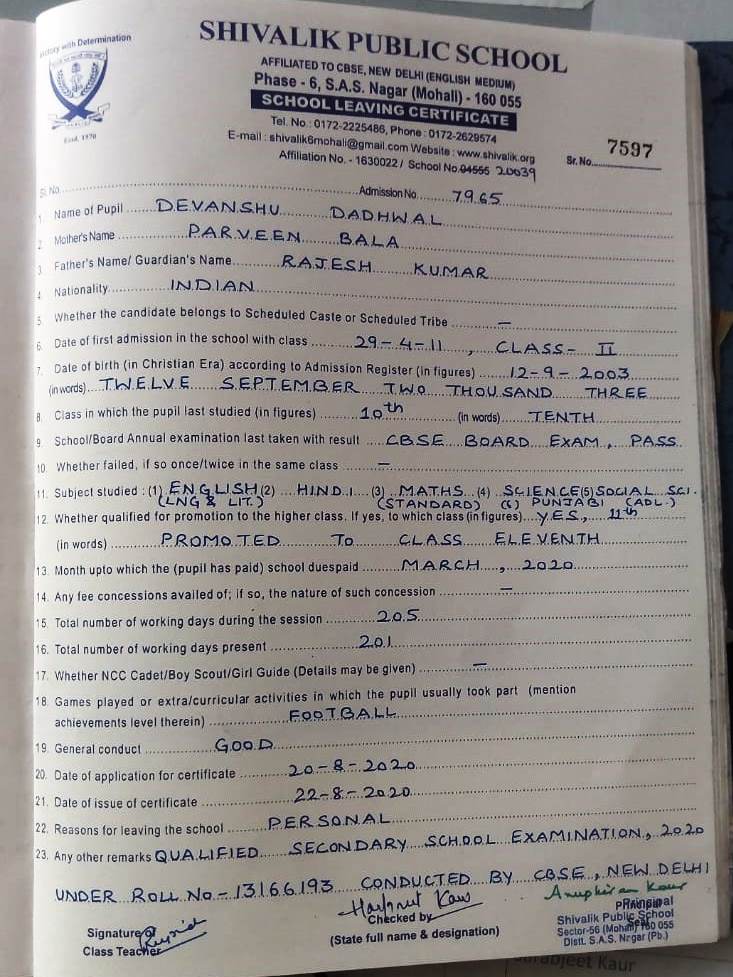 Victory with Determination
Estd. 1970
SHIVALIK PUBLIC SCHOOL
AFFILIATED TO CBSE, NEW DELHI (ENGLISH MEDIUM)
Phase - 6, S.A.S. Nagar (Mohali) - 160 055
SCHOOL LEAVING CERTIFICATE
Tel. No. : 0172-2225486, Phone : 0172-2629574
E-mail : shivalik6mohali@gmail.com Website : www.shivalik.org
Affiliation No. - 1630022 / School No. 04555 20039
Sr. No. 7597
Sl. No. Admission No. 7965
1. Name of Pupil DEVANSHU DADHWAL
2. Mother's Name PARVEEN BALA
3. Father's Name/ Guardian's Name RAJESH KUMAR
4. Nationality INDIAN
5. Whether the candidate belongs to Scheduled Caste or Scheduled Tribe —
6. Date of first admission in the school with class 29-4-11, CLASS- II
7. Date of birth (in Christian Era) according to Admission Register (in figures) 12-9-2003
(in words) TWELVE SEPTEMBER TWO THOUSAND THREE
8. Class in which the pupil last studied (in figures) 10th (in words) TENTH
9. School/Board Annual examination last taken with result CBSE BOARD EXAM, PASS
10. Whether failed, if so once/twice in the same class —
11. Subject studied : (1) ENGLISH (2) HINDI (3) MATHS (4) SCIENCE (5) SOCIAL SCI.
(LNG & LIT.) (STANDARD) (6) PUNJABI (ADL.)
12. Whether qualified for promotion to the higher class. If yes, to which class (in figures) YES, 11th
(in words) PROMOTED TO CLASS ELEVENTH
13. Month upto which the (pupil has paid) school duespaid MARCH, 2020
14. Any fee concessions availed of; if so, the nature of such concession —
15. Total number of working days during the session 205
16. Total number of working days present 201
17. Whether NCC Cadet/Boy Scout/Girl Guide (Details may be given) —
18. Games played or extra/curricular activities in which the pupil usually took part (mention
achievements level therein) FOOTBALL
19. General conduct GOOD
20. Date of application for certificate 20-8-2020
21. Date of issue of certificate 22-8-2020
22. Reasons for leaving the school PERSONAL
23. Any other remarks QUALIFIED SECONDARY SCHOOL EXAMINATION, 2020
UNDER ROLL No - 13166193 CONDUCTED BY CBSE, NEW DELHI
Signature of
Class Teacher
Checked by
(State full name & designation)
Anupkiran Kaur
Principal
Seal
Shivalik Public School
Sector-56 (Mohali) 160 055
Distt. S.A.S. Nagar (Pb.)